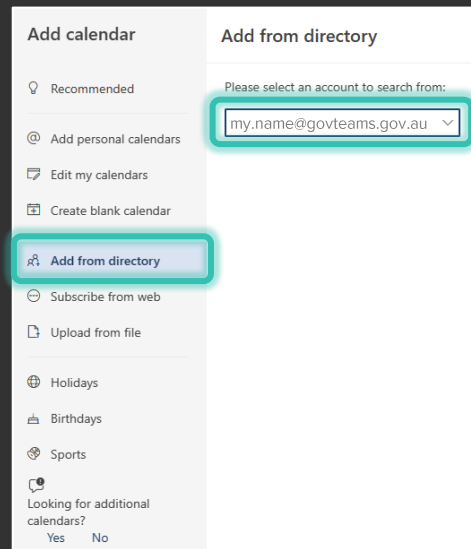 Add calendar
Recommended
@ Add personal calendars
Edit my calendars
Create blank calendar
Add from directory
Subscribe from web
Upload from file
Holidays
Birthdays
Sports
Looking for additional
calendars?
Yes No
Add from directory
Please select an account to search from:
my.name@govteams.gov.au